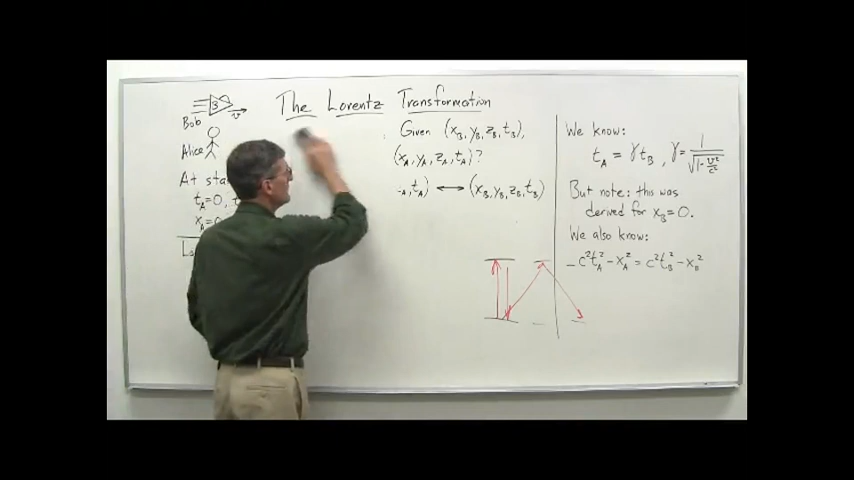 The Lorentz Transformation
B
v
Bob
Alice
At sta
t_A=0, t
x_A=0
Given (x_B, y_B, z_B, t_B),
(x_A, y_A, z_A, t_A)?
A, t_A) ⟷ (x_B, y_B, z_B, t_B)
We know:
t_A = γ t_B , γ = 1/√(1-v²/c²)
But note: this was
derived for x_B = 0.
We also know:
c²t_A² - x_A² = c²t_B² - x_B²